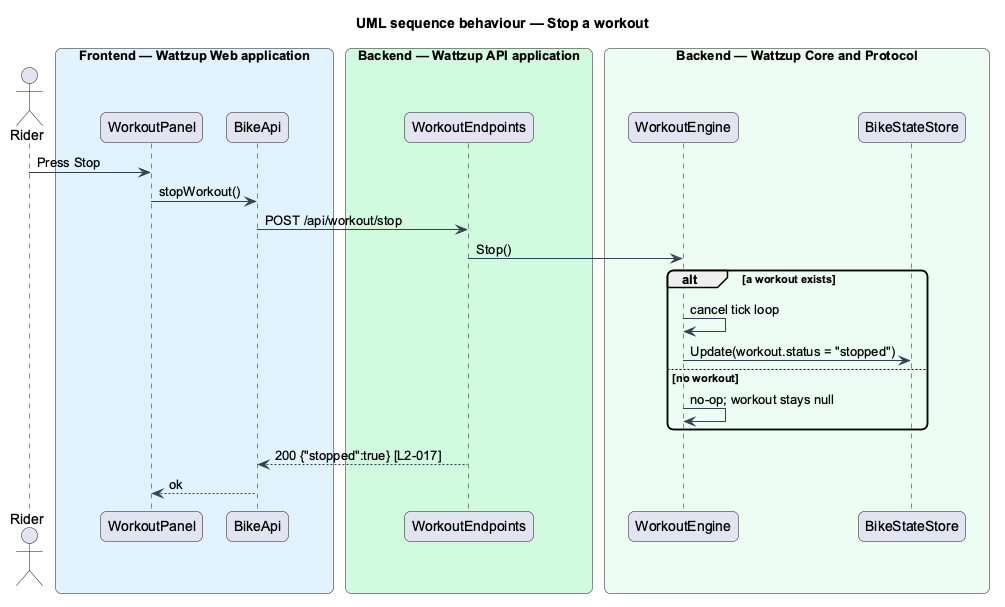 UML sequence behaviour — Stop a workout
Frontend — Wattzup Web application
Backend — Wattzup API application
Backend — Wattzup Core and Protocol
Rider
WorkoutPanel
BikeApi
WorkoutEndpoints
WorkoutEngine
BikeStateStore
Press Stop
stopWorkout()
POST /api/workout/stop
Stop()
alt [a workout exists]
cancel tick loop
Update(workout.status = "stopped")
[no workout]
no-op; workout stays null
200 {"stopped":true} [L2-017]
ok
Rider
WorkoutPanel
BikeApi
WorkoutEndpoints
WorkoutEngine
BikeStateStore